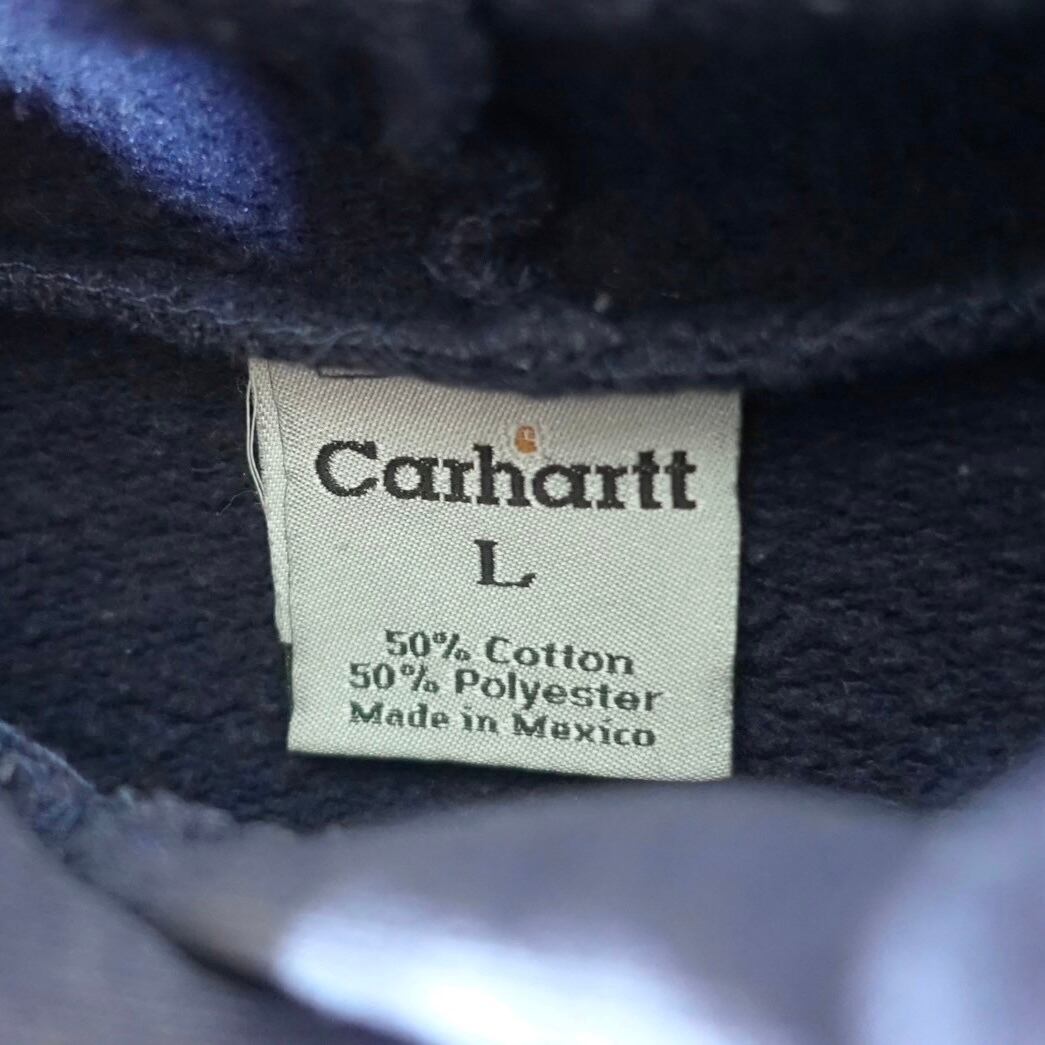 Carhartt
L
50% Cotton
50% Polyester
Made in Mexico